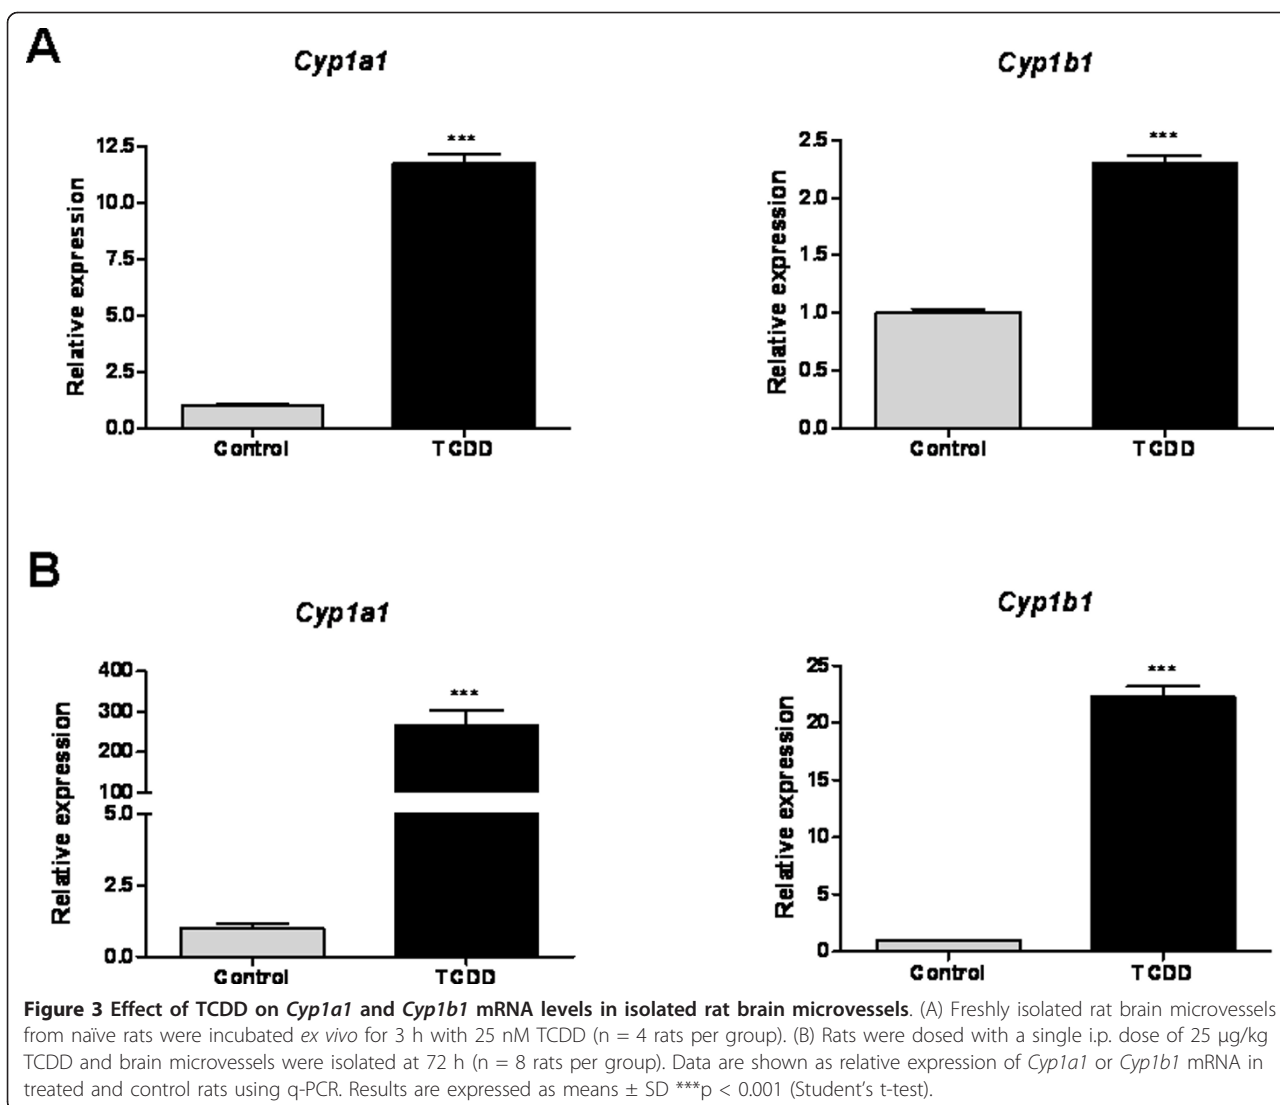 A
Cyp1a1
Relative expression
12.5
10.0
7.5
5.0
2.5
0.0
***
Control
TCDD
Cyp1b1
Relative expression
2.5
2.0
1.5
1.0
0.5
0.0
***
Control
TCDD
B
Cyp1a1
Relative expression
400
300
200
100
5.0
2.5
0.0
***
Control
TCDD
Cyp1b1
Relative expression
25
20
15
10
5
0
***
Control
TCDD
Figure 3 Effect of TCDD on Cyp1a1 and Cyp1b1 mRNA levels in isolated rat brain microvessels. (A) Freshly isolated rat brain microvessels
from naïve rats were incubated ex vivo for 3 h with 25 nM TCDD (n = 4 rats per group). (B) Rats were dosed with a single i.p. dose of 25 μg/kg
TCDD and brain microvessels were isolated at 72 h (n = 8 rats per group). Data are shown as relative expression of Cyp1a1 or Cyp1b1 mRNA in
treated and control rats using q-PCR. Results are expressed as means ± SD ***p < 0.001 (Student's t-test).